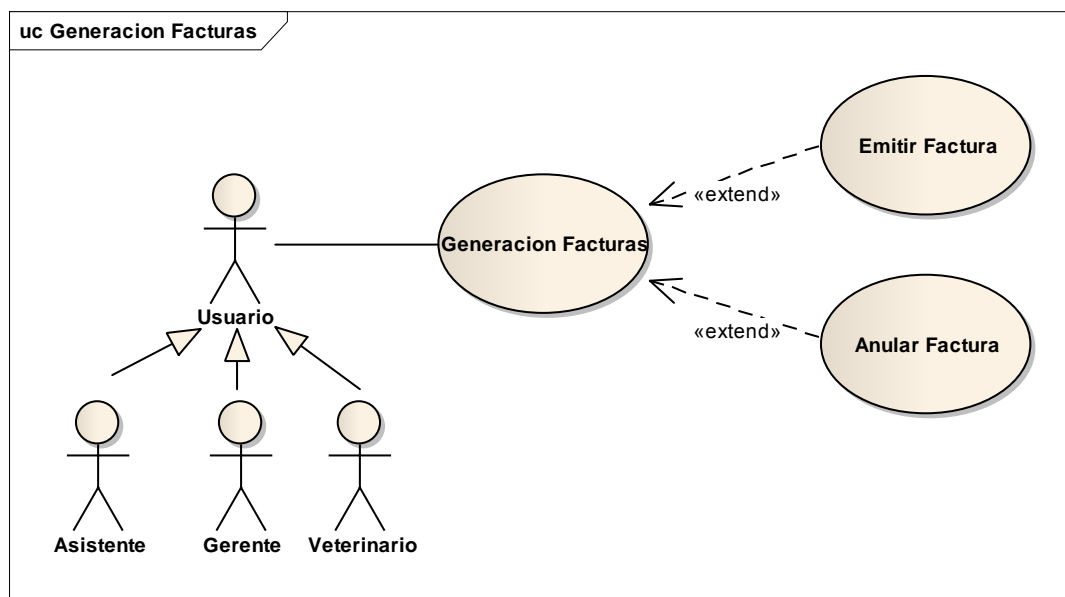 uc Generacion Facturas
Emitir Factura
«extend»
Generacion Facturas
Usuario
«extend»
Anular Factura
Asistente
Gerente
Veterinario